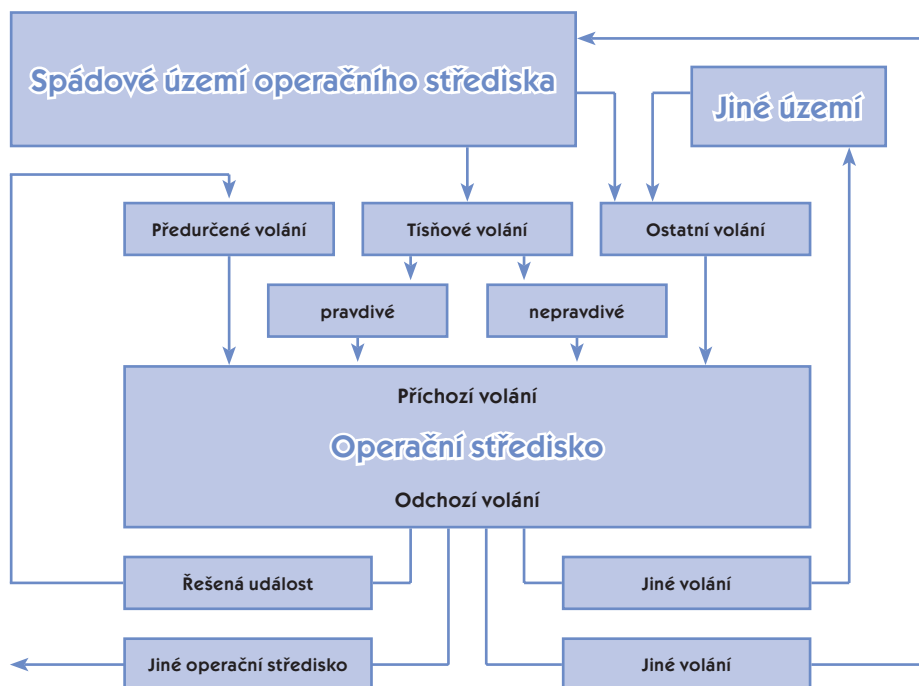 Spádové území operačního střediska
Jiné území
Předurčené volání
Tísňové volání
Ostatní volání
pravdivé
nepravdivé
Příchozí volání
Operační středisko
Odchozí volání
Řešená událost
Jiné volání
Jiné operační středisko
Jiné volání